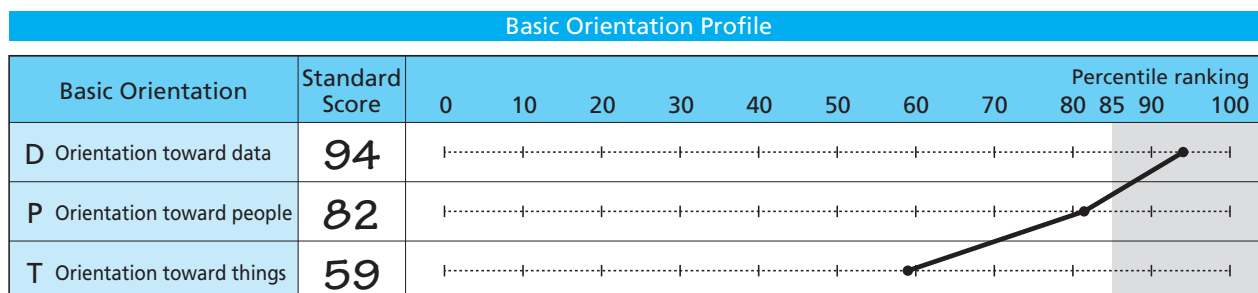 Basic Orientation Profile
Basic Orientation
Standard
Score
Percentile ranking
0 10 20 30 40 50 60 70 80 85 90 100
D Orientation toward data 94
P Orientation toward people 82
T Orientation toward things 59